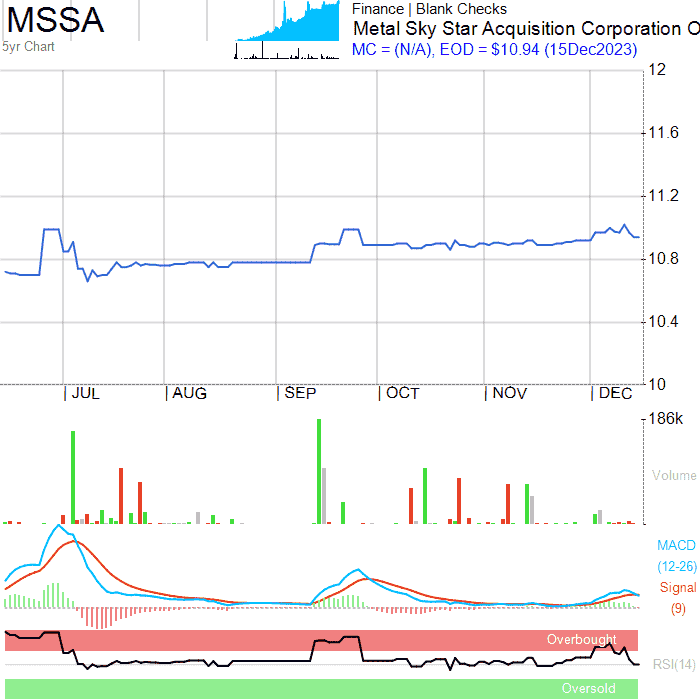 MSSA
5yr Chart
Finance | Blank Checks
Metal Sky Star Acquisition Corporation O
MC = (N/A), EOD = $10.94 (15Dec2023)
12
11.6
11.2
10.8
10.4
10
| JUL | AUG | SEP | OCT | NOV | DEC
186k
Volume
MACD
(12-26)
Signal
(9)
Overbought
RSI(14)
Oversold